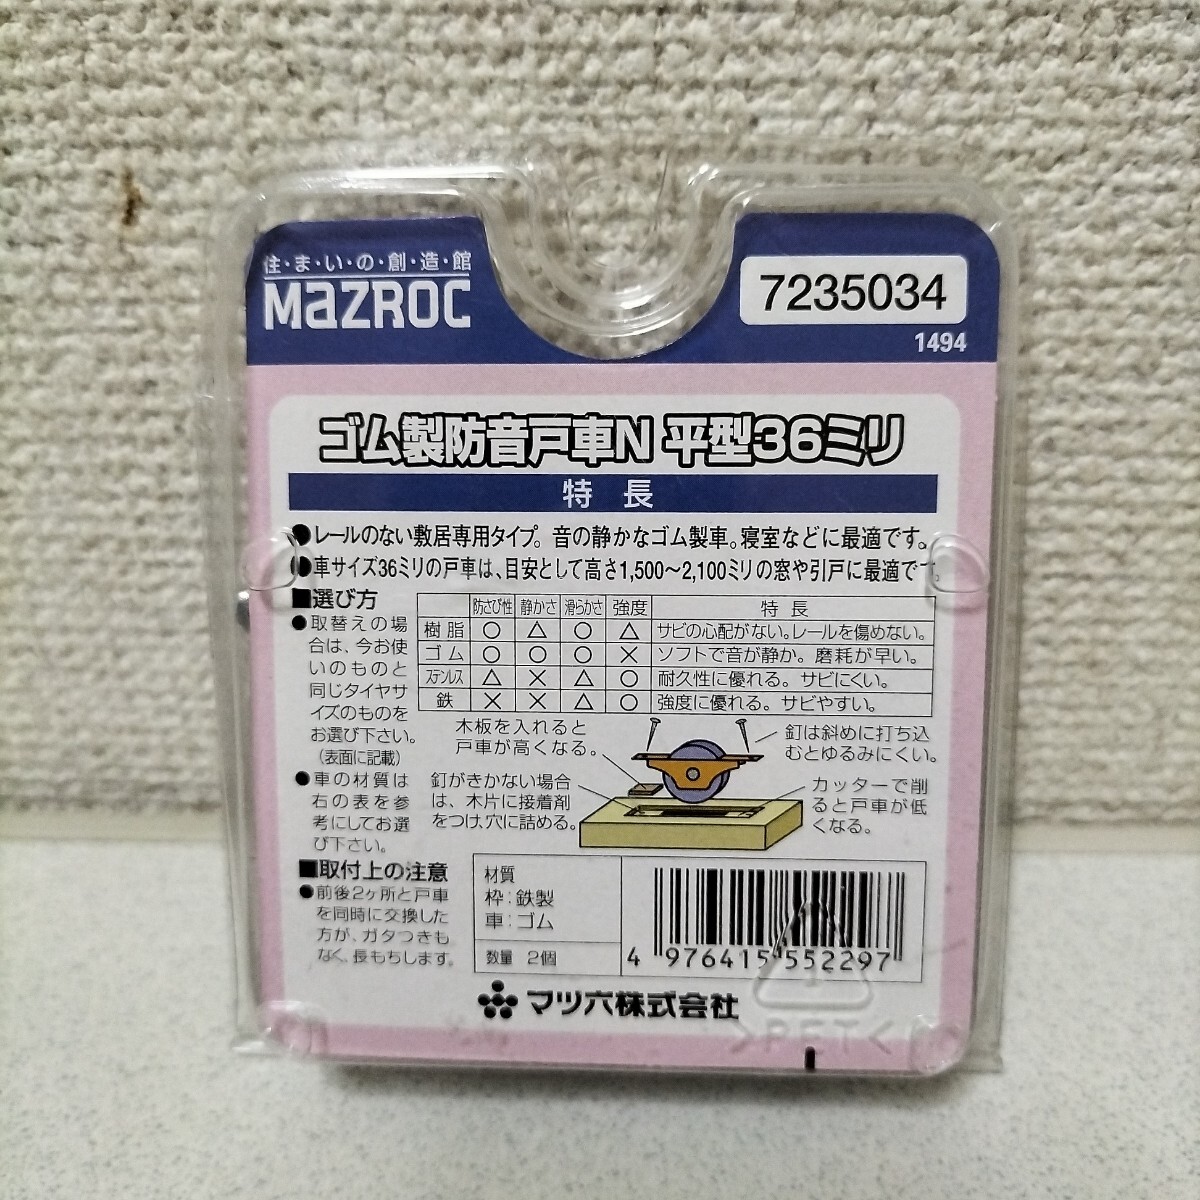 住・ま・い・の・創・造・館
MAZROC
7235034
1494
ゴム製防音戸車N 平型36ミリ
特 長
●レールのない敷居専用タイプ。音の静かなゴム製車。寝室などに最適です。
●車サイズ36ミリの戸車は、目安として高さ1,500〜2,100ミリの窓や引戸に最適です。
■選び方
●取替えの場
合は、今お使
いのものと
同じタイヤサ
イズのものを
お選び下さい。
(表面に記載)
●車の材質は
右の表を参
考にしてお選
び下さい。
防さび性 静かさ 滑らかさ 強度 特 長
樹 脂 ○ △ ○ △ サビの心配がない。レールを傷めない。
ゴ ム ○ ○ ○ × ソフトで音が静か。磨耗が早い。
ステンレス △ × △ ○ 耐久性に優れる。サビにくい。
鉄 × × △ ○ 強度に優れる。サビやすい。
木板を入れると
戸車が高くなる。
釘は斜めに打ち込
むとゆるみにくい。
釘がきかない場合
は、木片に接着剤
をつけ、穴に詰める。
カッターで削
ると戸車が低
くなる。
■取付上の注意
●前後2ヶ所と戸車
を同時に交換した
方が、ガタつきも
なく、長もちします。
材質
枠：鉄製
車：ゴム
数量 2個
4 976415 552297
マツ六株式会社
1
>PET<